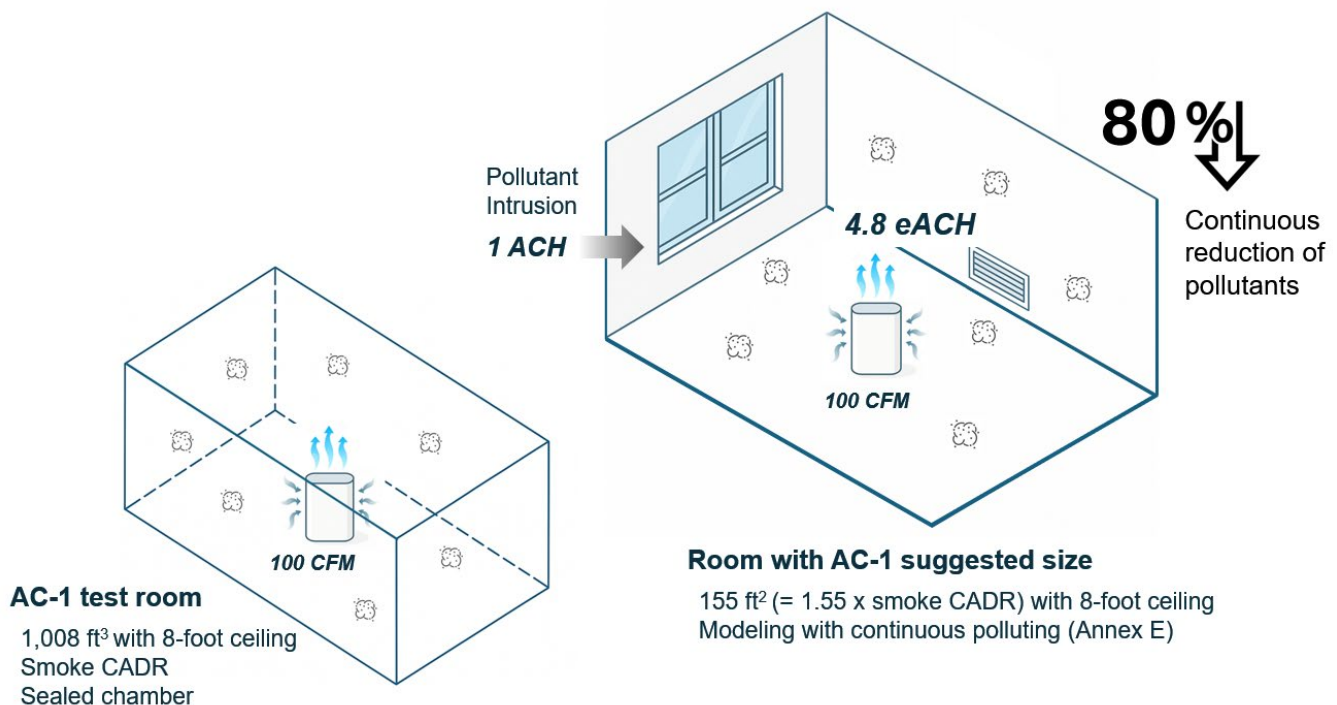 80 %
Continuous
reduction of
pollutants
Pollutant
Intrusion
1 ACH
4.8 eACH
100 CFM
100 CFM
AC-1 test room
1,008 ft³ with 8-foot ceiling
Smoke CADR
Sealed chamber
Room with AC-1 suggested size
155 ft² (= 1.55 x smoke CADR) with 8-foot ceiling
Modeling with continuous polluting (Annex E)